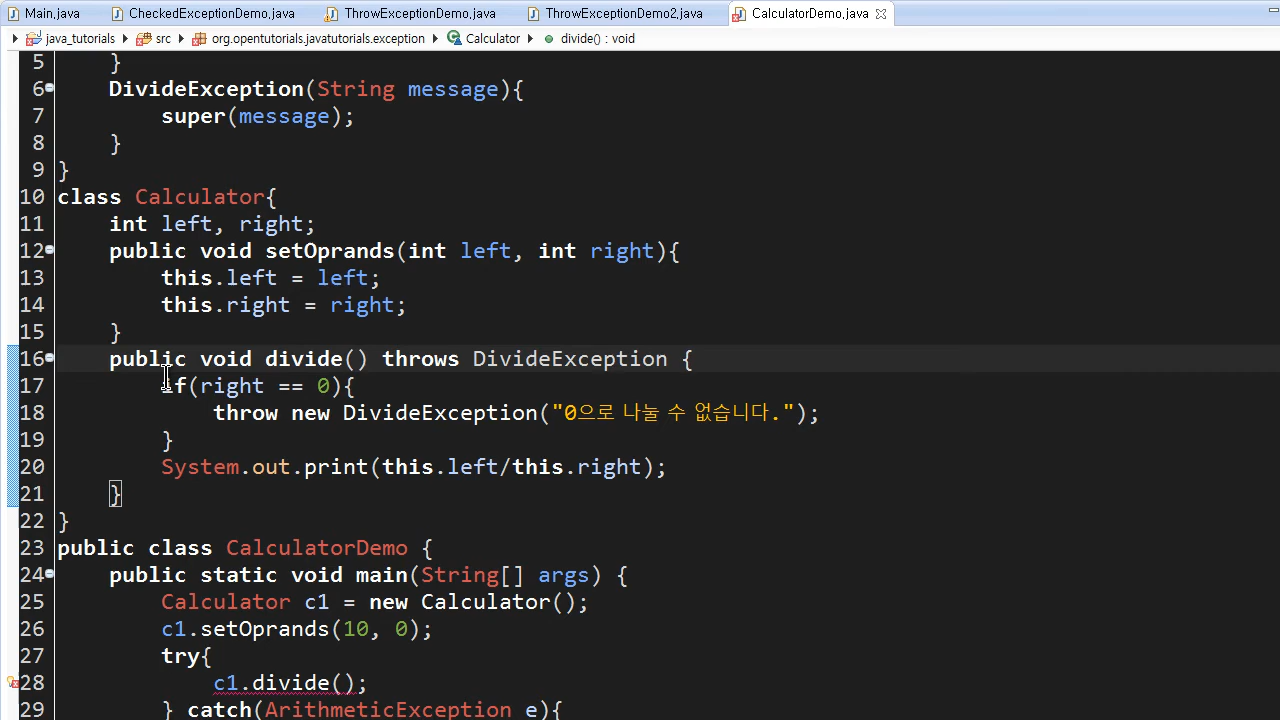 Main.java CheckedExceptionDemo.java ThrowExceptionDemo.java ThrowExceptionDemo2.java CalculatorDemo.java
java_tutorials src org.opentutorials.javatutorials.exception Calculator divide() : void
5 }
6 DivideException(String message){
7 super(message);
8 }
9 }
10 class Calculator{
11 int left, right;
12 public void setOprands(int left, int right){
13 this.left = left;
14 this.right = right;
15 }
16 public void divide() throws DivideException {
17 if(right == 0){
18 throw new DivideException("0으로 나눌 수 없습니다.");
19 }
20 System.out.print(this.left/this.right);
21 }
22 }
23 public class CalculatorDemo {
24 public static void main(String[] args) {
25 Calculator c1 = new Calculator();
26 c1.setOprands(10, 0);
27 try{
28 c1.divide();
29 } catch(ArithmeticException e){